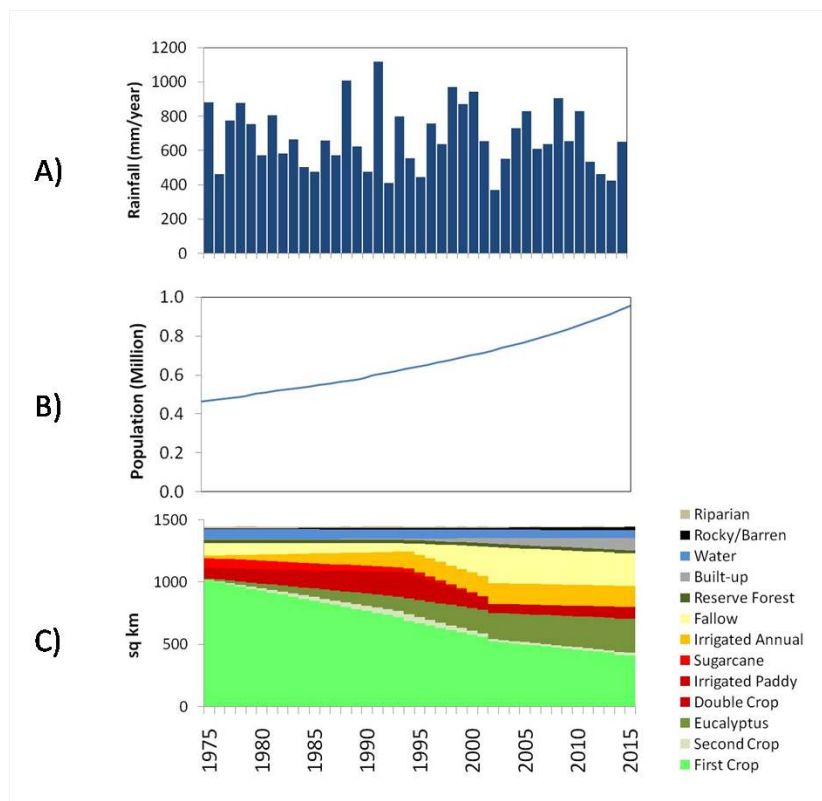 A)
Rainfall (mm/year)
1200
1000
800
600
400
200
0
B)
Population (Million)
1.0
0.8
0.6
0.4
0.2
0.0
C)
sq km
1500
1000
500
0
1975
1980
1985
1990
1995
2000
2005
2010
2015
Riparian
Rocky/Barren
Water
Built-up
Reserve Forest
Fallow
Irrigated Annual
Sugarcane
Irrigated Paddy
Double Crop
Eucalyptus
Second Crop
First Crop